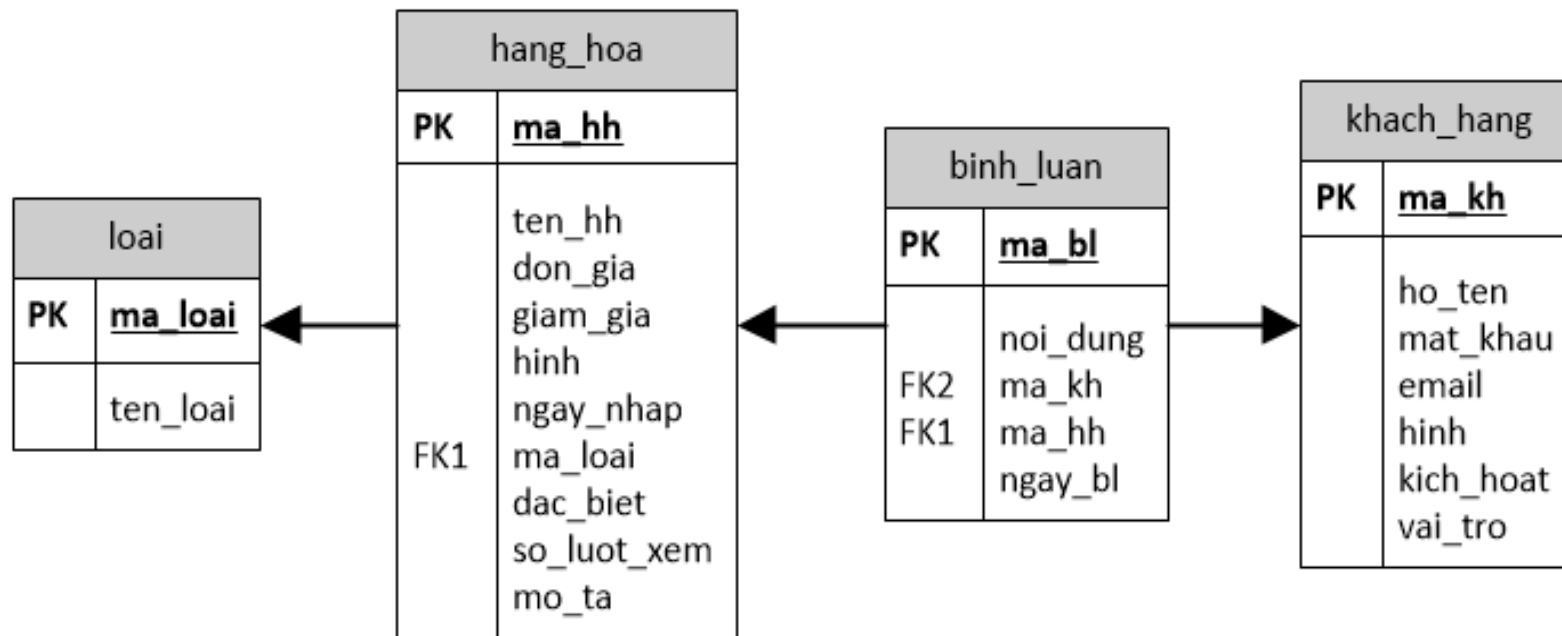 loai
PK ma_loai
ten_loai
hang_hoa
PK ma_hh
ten_hh
don_gia
giam_gia
hinh
ngay_nhap
FK1 ma_loai
dac_biet
so_luot_xem
mo_ta
binh_luan
PK ma_bl
noi_dung
FK2 ma_kh
FK1 ma_hh
ngay_bl
khach_hang
PK ma_kh
ho_ten
mat_khau
email
hinh
kich_hoat
vai_tro